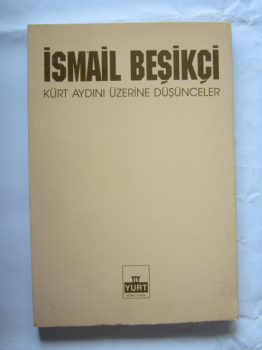 İSMAİL BEŞİKÇİ
KÜRT AYDINI ÜZERİNE DÜŞÜNCELER
YURT